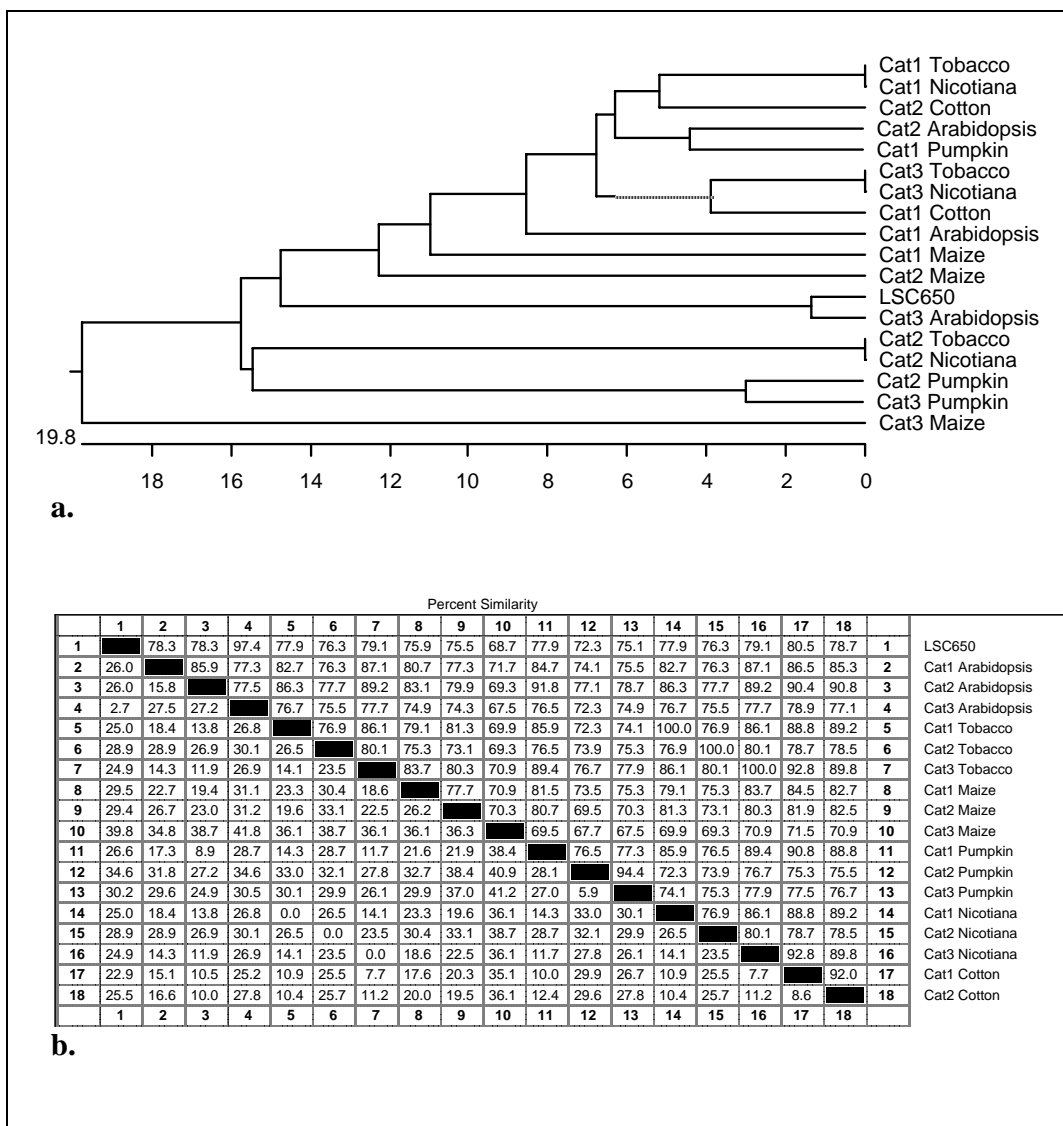 Cat1 Tobacco
Cat1 Nicotiana
Cat2 Cotton
Cat2 Arabidopsis
Cat1 Pumpkin
Cat3 Tobacco
Cat3 Nicotiana
Cat1 Cotton
Cat1 Arabidopsis
Cat1 Maize
Cat2 Maize
LSC650
Cat3 Arabidopsis
Cat2 Tobacco
Cat2 Nicotiana
Cat2 Pumpkin
Cat3 Pumpkin
Cat3 Maize
19.8
18 16 14 12 10 8 6 4 2 0
a.
Percent Similarity
1 2 3 4 5 6 7 8 9 10 11 12 13 14 15 16 17 18
1 78.3 78.3 97.4 77.9 76.3 79.1 75.9 75.5 68.7 77.9 72.3 75.1 77.9 76.3 79.1 80.5 78.7 1 LSC650
2 26.0 85.9 77.3 82.7 76.3 87.1 80.7 77.3 71.7 84.7 74.1 75.5 82.7 76.3 87.1 86.5 85.3 2 Cat1 Arabidopsis
3 26.0 15.8 77.5 86.3 77.7 89.2 83.1 79.9 69.3 91.8 77.1 78.7 86.3 77.7 89.2 90.4 90.8 3 Cat2 Arabidopsis
4 2.7 27.5 27.2 76.7 75.5 77.7 74.9 74.3 67.5 76.5 72.3 74.9 76.7 75.5 77.7 78.9 77.1 4 Cat3 Arabidopsis
5 25.0 18.4 13.8 26.8 76.9 86.1 79.1 81.3 69.9 85.9 72.3 74.1 100.0 76.9 86.1 88.8 89.2 5 Cat1 Tobacco
6 28.9 28.9 26.9 30.1 26.5 80.1 75.3 73.1 69.3 76.5 73.9 75.3 76.9 100.0 80.1 78.7 78.5 6 Cat2 Tobacco
7 24.9 14.3 11.9 26.9 14.1 23.5 83.7 80.3 70.9 89.4 76.7 77.9 86.1 80.1 100.0 92.8 89.8 7 Cat3 Tobacco
8 29.5 22.7 19.4 31.1 23.3 30.4 18.6 77.7 70.9 81.5 73.5 75.3 79.1 75.3 83.7 84.5 82.7 8 Cat1 Maize
9 29.4 26.7 23.0 31.2 19.6 33.1 22.5 26.2 70.3 80.7 69.5 70.3 81.3 73.1 80.3 81.9 82.5 9 Cat2 Maize
10 39.8 34.8 38.7 41.8 36.1 38.7 36.1 36.1 36.3 69.5 67.7 67.5 69.9 69.3 70.9 71.5 70.9 10 Cat3 Maize
11 26.6 17.3 8.9 28.7 14.3 28.7 11.7 21.6 21.9 38.4 76.5 77.3 85.9 76.5 89.4 90.8 88.8 11 Cat1 Pumpkin
12 34.6 31.8 27.2 34.6 33.0 32.1 27.8 32.7 38.4 40.9 28.1 94.4 72.3 73.9 76.7 75.3 75.5 12 Cat2 Pumpkin
13 30.2 29.6 24.9 30.5 30.1 29.9 26.1 29.9 37.0 41.2 27.0 5.9 74.1 75.3 77.9 77.5 76.7 13 Cat3 Pumpkin
14 25.0 18.4 13.8 26.8 0.0 26.5 14.1 23.3 19.6 36.1 14.3 33.0 30.1 76.9 86.1 88.8 89.2 14 Cat1 Nicotiana
15 28.9 28.9 26.9 30.1 26.5 0.0 23.5 30.4 33.1 38.7 28.7 32.1 29.9 26.5 80.1 78.7 78.5 15 Cat2 Nicotiana
16 24.9 14.3 11.9 26.9 14.1 23.5 0.0 18.6 22.5 36.1 11.7 27.8 26.1 14.1 23.5 92.8 89.8 16 Cat3 Nicotiana
17 22.9 15.1 10.5 25.2 10.9 25.5 7.7 17.6 20.3 35.1 10.0 29.9 26.7 10.9 25.5 7.7 92.0 17 Cat1 Cotton
18 25.5 16.6 10.0 27.8 10.4 25.7 11.2 20.0 19.5 36.1 12.4 29.6 27.8 10.4 25.7 11.2 8.6 18 Cat2 Cotton
1 2 3 4 5 6 7 8 9 10 11 12 13 14 15 16 17 18
b.